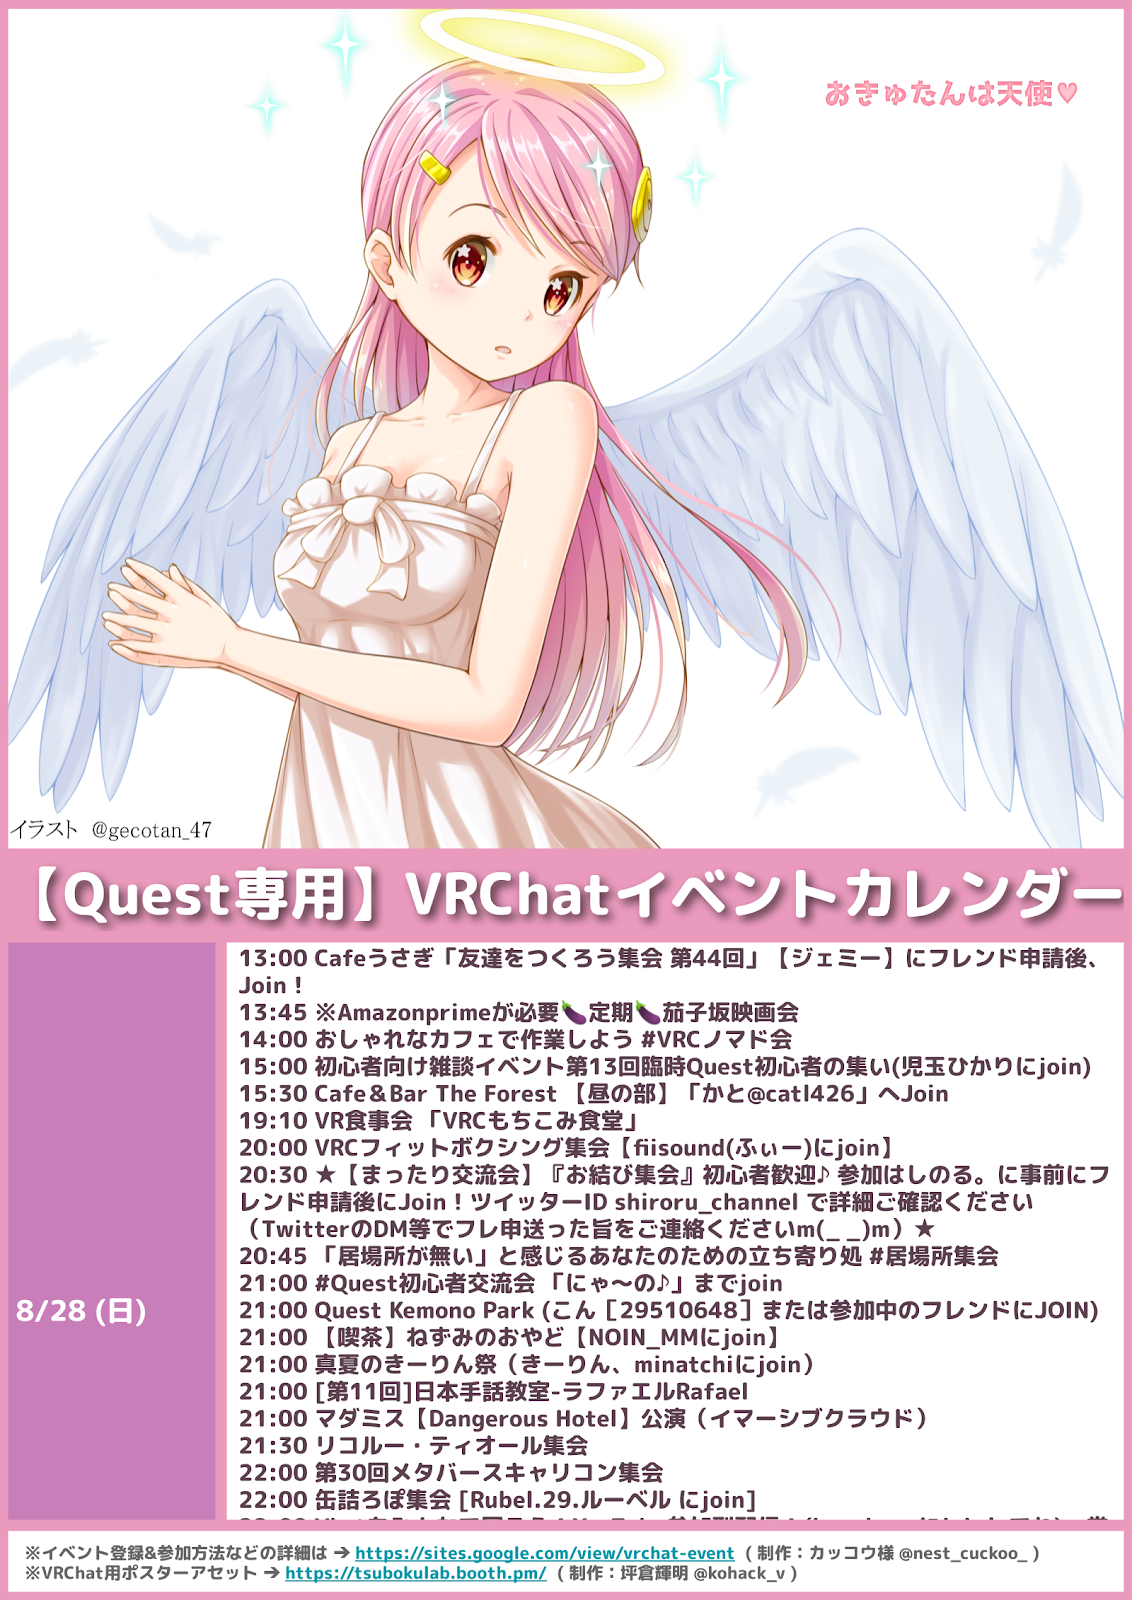 おきゅたんは天使♥
イラスト @gecotan_47
【Quest専用】VRChatイベントカレンダー
8/28 (日)
13:00 Cafeうさぎ「友達をつくろう集会 第44回」【ジェミー】にフレンド申請後、
Join！
13:45 ※Amazonprimeが必要🍆定期🍆茄子坂映画会
14:00 おしゃれなカフェで作業しよう #VRCノマド会
15:00 初心者向け雑談イベント第13回臨時Quest初心者の集い(児玉ひかりにjoin)
15:30 Cafe＆Bar The Forest 【昼の部】「かと@catl426」へJoin
19:10 VR食事会 「VRCもちこみ食堂」
20:00 VRCフィットボクシング集会【fiisound(ふぃー)にjoin】
20:30 ★【まったり交流会】『お結び集会』初心者歓迎♪ 参加はしのる。に事前にフ
レンド申請後にJoin！ツイッターID shiroru_channel で詳細ご確認ください
（TwitterのDM等でフレ申送った旨をご連絡くださいm(_ _)m）★
20:45 「居場所が無い」と感じるあなたのための立ち寄り処 #居場所集会
21:00 #Quest初心者交流会 「にゃ～の♪」までjoin
21:00 Quest Kemono Park (こん［29510648］または参加中のフレンドにJOIN)
21:00 【喫茶】ねずみのおやど【NOIN_MMにjoin】
21:00 真夏のきーりん祭（きーりん、minatchiにjoin）
21:00 [第11回]日本手話教室-ラファエルRafael
21:00 マダミス【Dangerous Hotel】公演（イマーシブクラウド）
21:30 リコルー・ティオール集会
22:00 第30回メタバースキャリコン集会
22:00 缶詰ろぽ集会 [Rubel.29.ルーベル にjoin]
※イベント登録&参加方法などの詳細は ➔ https://sites.google.com/view/vrchat-event ( 制作：カッコウ様 @nest_cuckoo_ )
※VRChat用ポスターアセット ➔ https://tsubokulab.booth.pm/ ( 制作：坪倉輝明 @kohack_v )